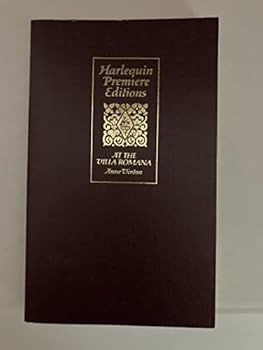 Harlequin
Premiere
Editions
AT THE
VILLA ROMANA
Anne Vinton